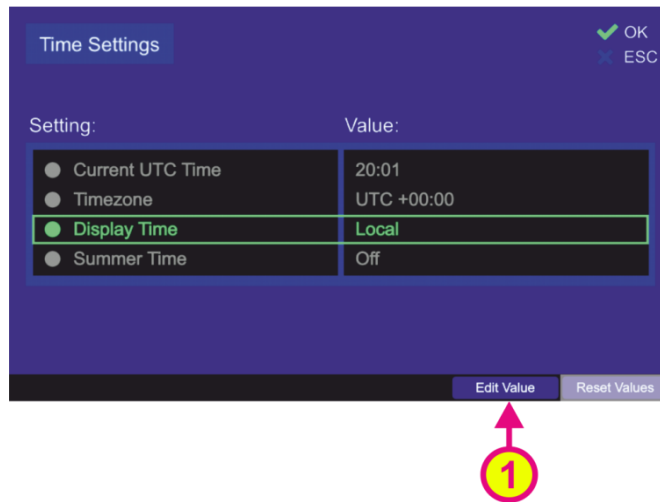 Time Settings
OK
ESC
Setting: Value:
Current UTC Time 20:01
Timezone UTC +00:00
Display Time Local
Summer Time Off
Edit Value Reset Values
1